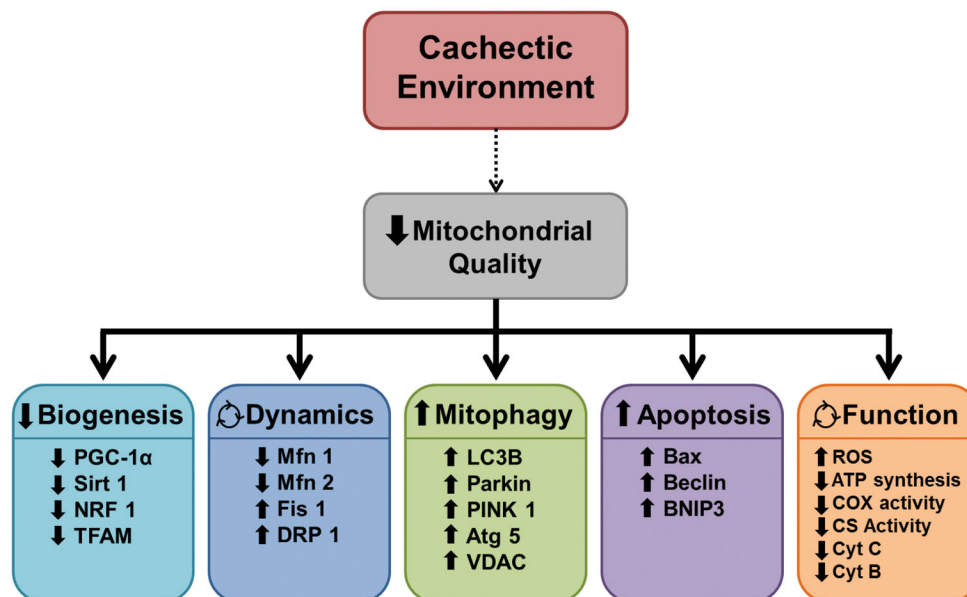 Cachectic
Environment
Mitochondrial
Quality
Biogenesis
PGC-1α
Sirt 1
NRF 1
TFAM
Dynamics
Mfn 1
Mfn 2
Fis 1
DRP 1
Mitophagy
LC3B
Parkin
PINK 1
Atg 5
VDAC
Apoptosis
Bax
Beclin
BNIP3
Function
ROS
ATP synthesis
COX activity
CS Activity
Cyt C
Cyt B